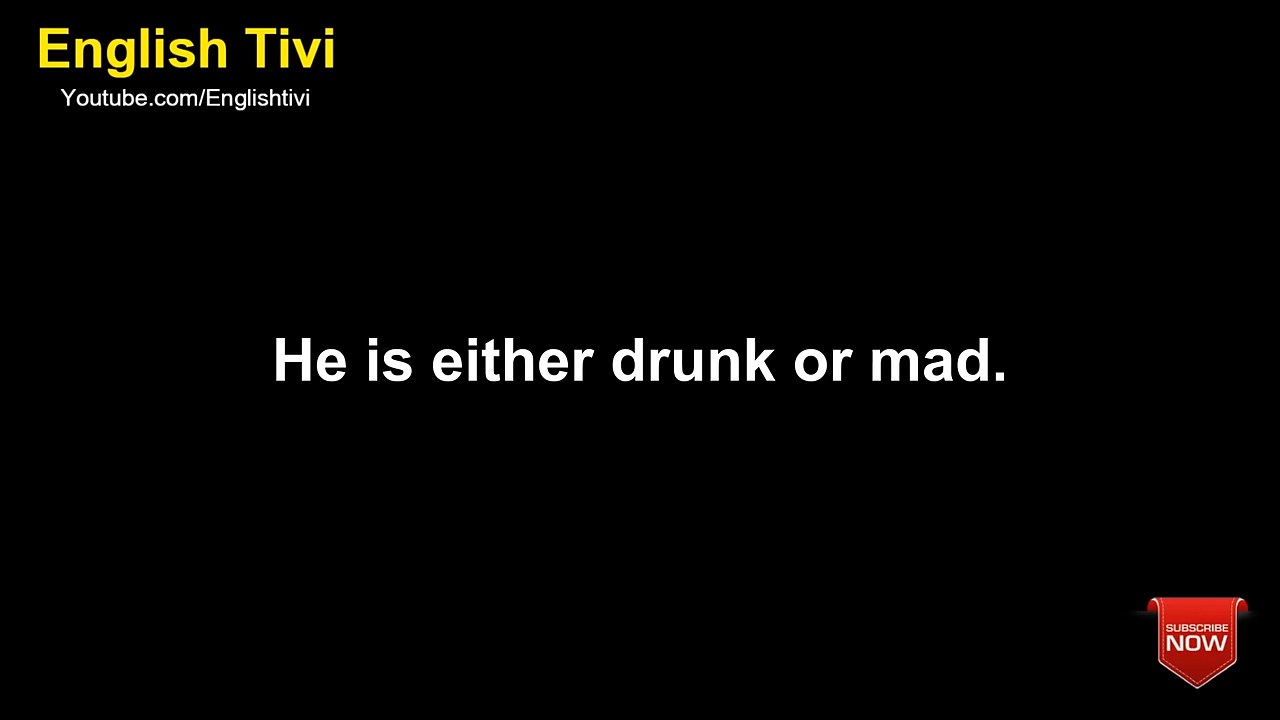 English Tivi
Youtube.com/Englishtivi
He is either drunk or mad.
SUBSCRIBE
NOW